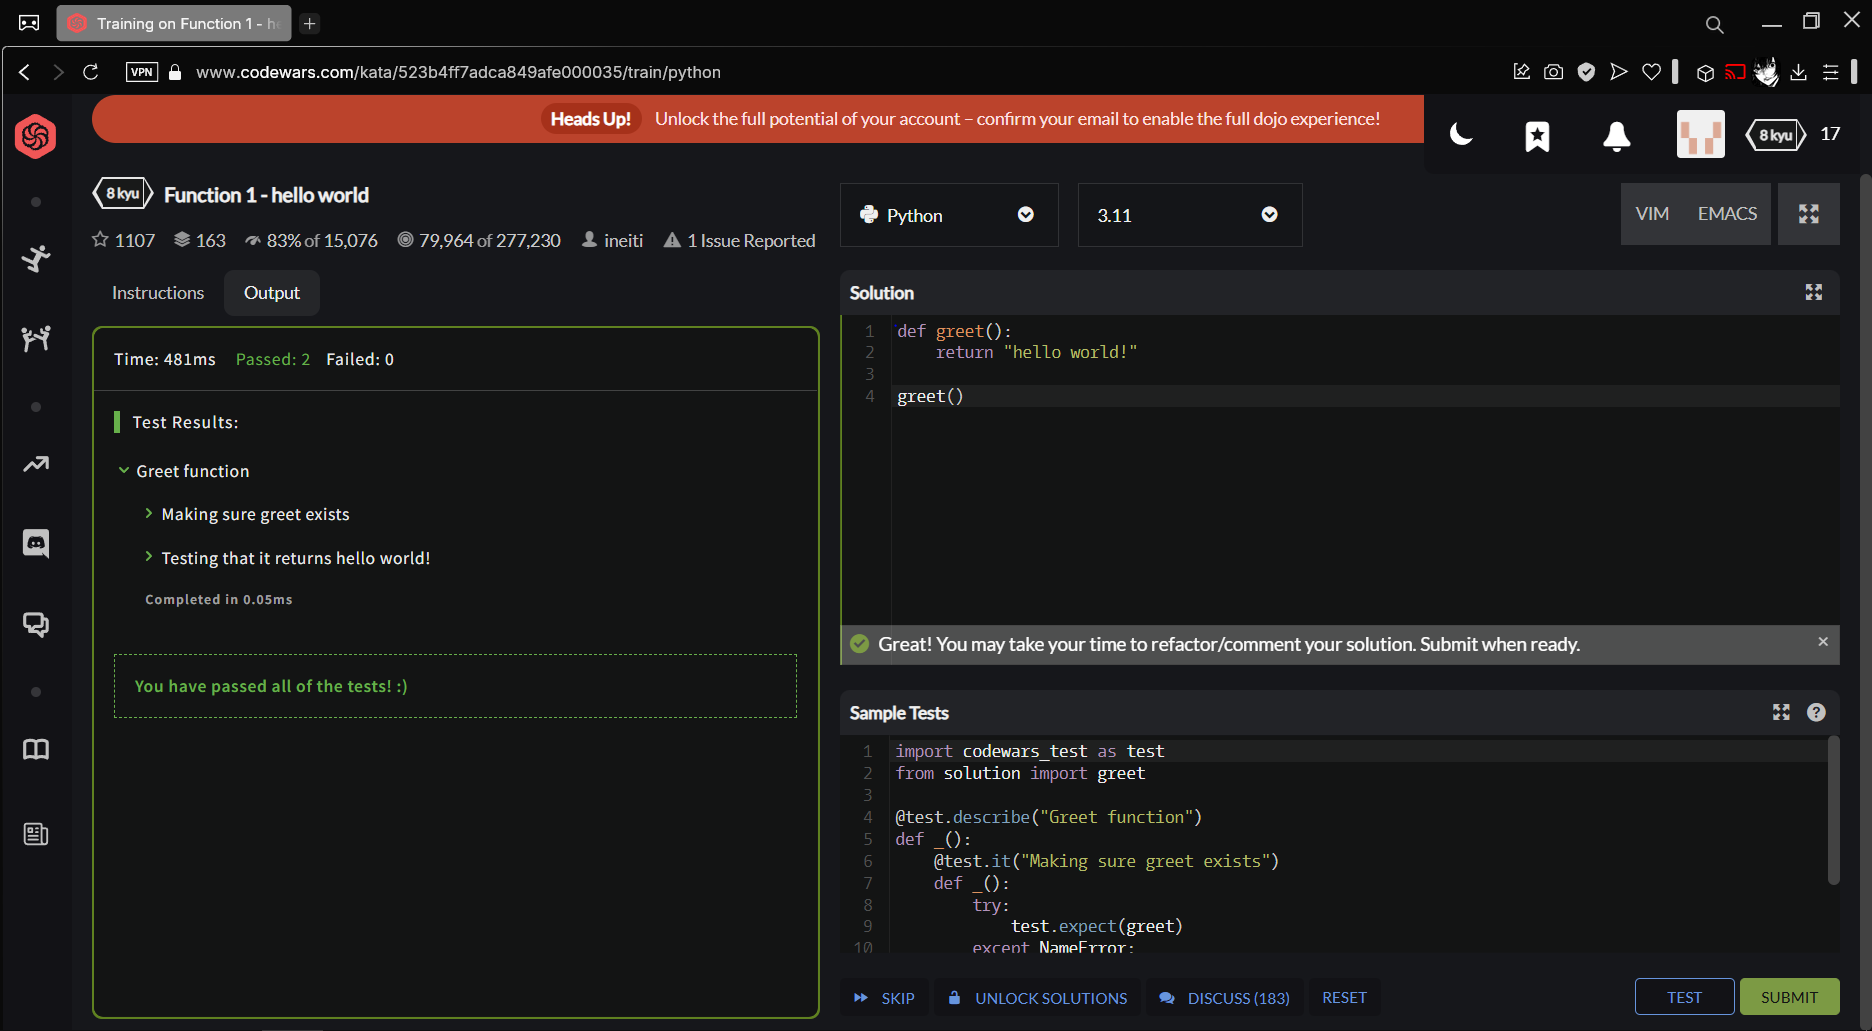 Training on Function 1 - he
VPN www.codewars.com/kata/523b4ff7adca849afe000035/train/python
Heads Up! Unlock the full potential of your account – confirm your email to enable the full dojo experience!
8 kyu 17
8 kyu Function 1 - hello world
1107 163 83% of 15,076 79,964 of 277,230 ineiti 1 Issue Reported
Python
3.11
VIM EMACS
Instructions Output
Time: 481ms Passed: 2 Failed: 0
Test Results:
Greet function
Making sure greet exists
Testing that it returns hello world!
Completed in 0.05ms
You have passed all of the tests! :)
Solution
1 def greet():
2     return "hello world!"
3
4 greet()
Great! You may take your time to refactor/comment your solution. Submit when ready.
Sample Tests
1 import codewars_test as test
2 from solution import greet
3
4 @test.describe("Greet function")
5 def _():
6     @test.it("Making sure greet exists")
7     def _():
8         try:
9             test.expect(greet)
10         except NameError:
SKIP UNLOCK SOLUTIONS DISCUSS (183) RESET TEST SUBMIT